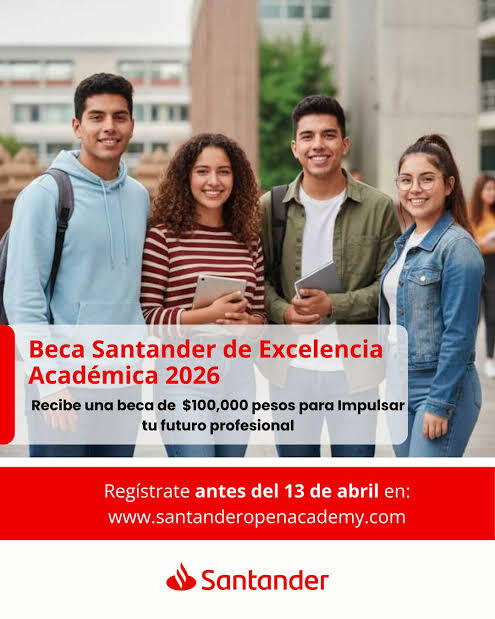 Beca Santander de Excelencia
Académica 2026
Recibe una beca de $100,000 pesos para Impulsar
tu futuro profesional
Regístrate antes del 13 de abril en:
www.santanderopenacademy.com
Santander